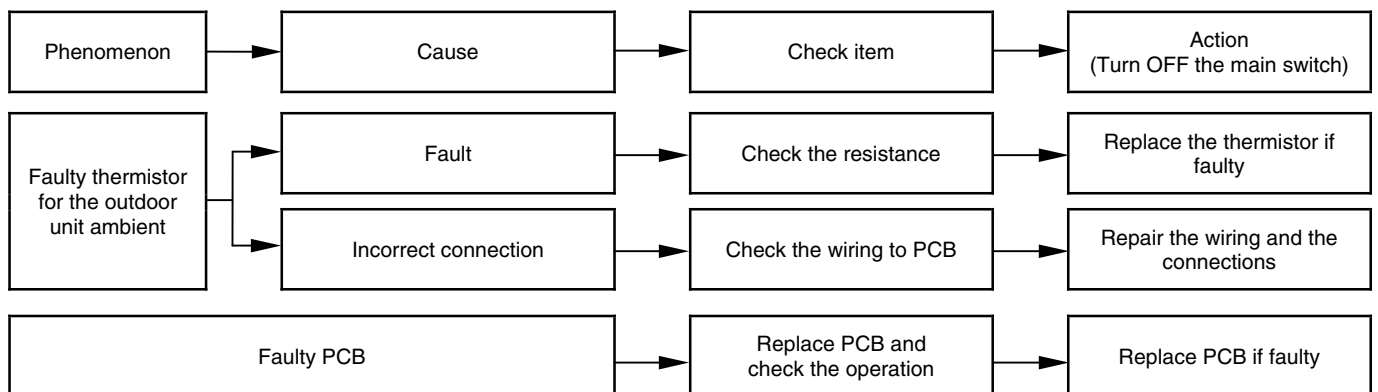 Phenomenon
Cause
Check item
Action
(Turn OFF the main switch)
Faulty thermistor
for the outdoor
unit ambient
Fault
Check the resistance
Replace the thermistor if
faulty
Incorrect connection
Check the wiring to PCB
Repair the wiring and the
connections
Faulty PCB
Replace PCB and
check the operation
Replace PCB if faulty